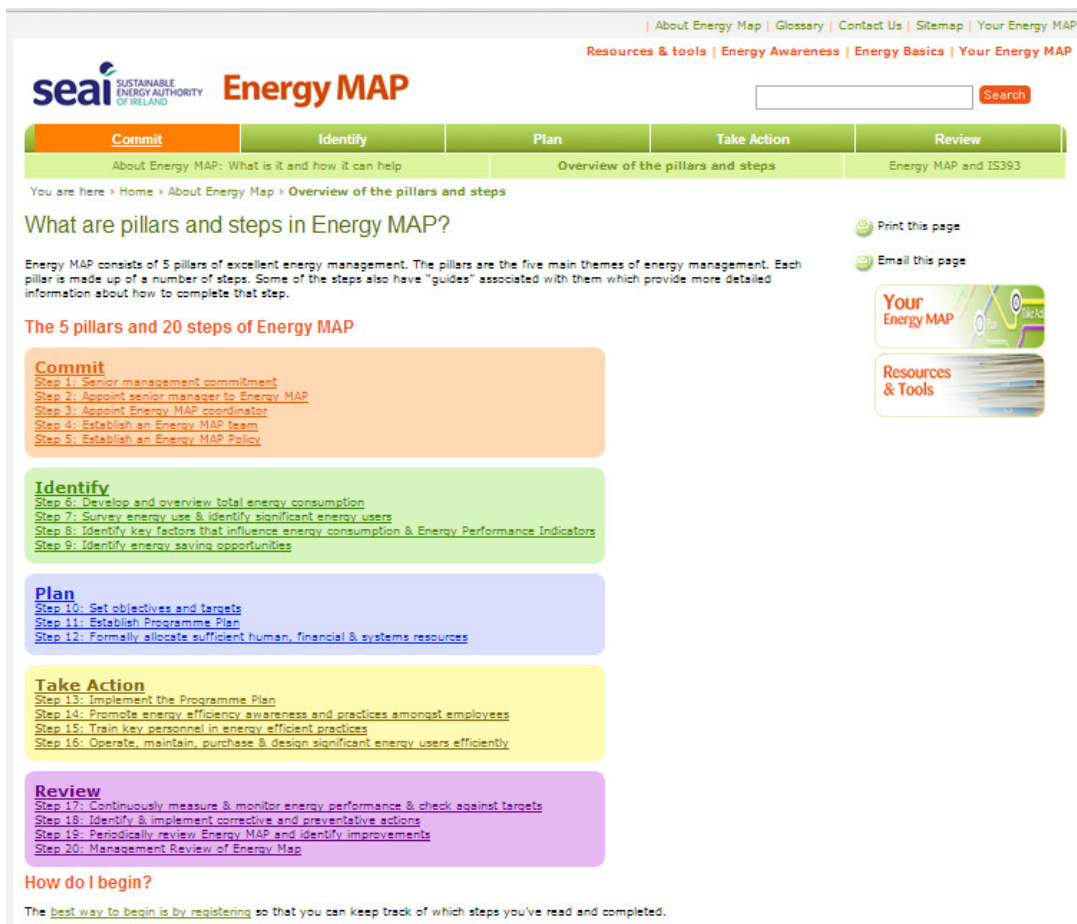 | About Energy Map | Glossary | Contact Us | Sitemap | Your Energy MAP
Resources & tools | Energy Awareness | Energy Basics | Your Energy MAP
seai SUSTAINABLE ENERGY AUTHORITY OF IRELAND Energy MAP
Search
Commit Identify Plan Take Action Review
About Energy MAP: What is it and how it can help Overview of the pillars and steps Energy MAP and IS393
You are here > Home > About Energy Map > Overview of the pillars and steps
What are pillars and steps in Energy MAP?
Print this page
Energy MAP consists of 5 pillars of excellent energy management. The pillars are the five main themes of energy management. Each
pillar is made up of a number of steps. Some of the steps also have "guides" associated with them which provide more detailed
information about how to complete that step.
Email this page
Your
Energy MAP
Plan
Take Act
Resources
& Tools
The 5 pillars and 20 steps of Energy MAP
Commit
Step 1: Senior management commitment
Step 2: Appoint senior manager to Energy MAP
Step 3: Appoint Energy MAP coordinator
Step 4: Establish an Energy MAP team
Step 5: Establish an Energy MAP Policy
Identify
Step 6: Develop and overview total energy consumption
Step 7: Survey energy use & identify significant energy users
Step 8: Identify key factors that influence energy consumption & Energy Performance Indicators
Step 9: Identify energy saving opportunities
Plan
Step 10: Set objectives and targets
Step 11: Establish Programme Plan
Step 12: Formally allocate sufficient human, financial & systems resources
Take Action
Step 13: Implement the Programme Plan
Step 14: Promote energy efficiency awareness and practices amongst employees
Step 15: Train key personnel in energy efficient practices
Step 16: Operate, maintain, purchase & design significant energy users efficiently
Review
Step 17: Continuously measure & monitor energy performance & check against targets
Step 18: Identify & implement corrective and preventative actions
Step 19: Periodically review Energy MAP and identify improvements
Step 20: Management Review of Energy Map
How do I begin?
The best way to begin is by registering so that you can keep track of which steps you've read and completed.